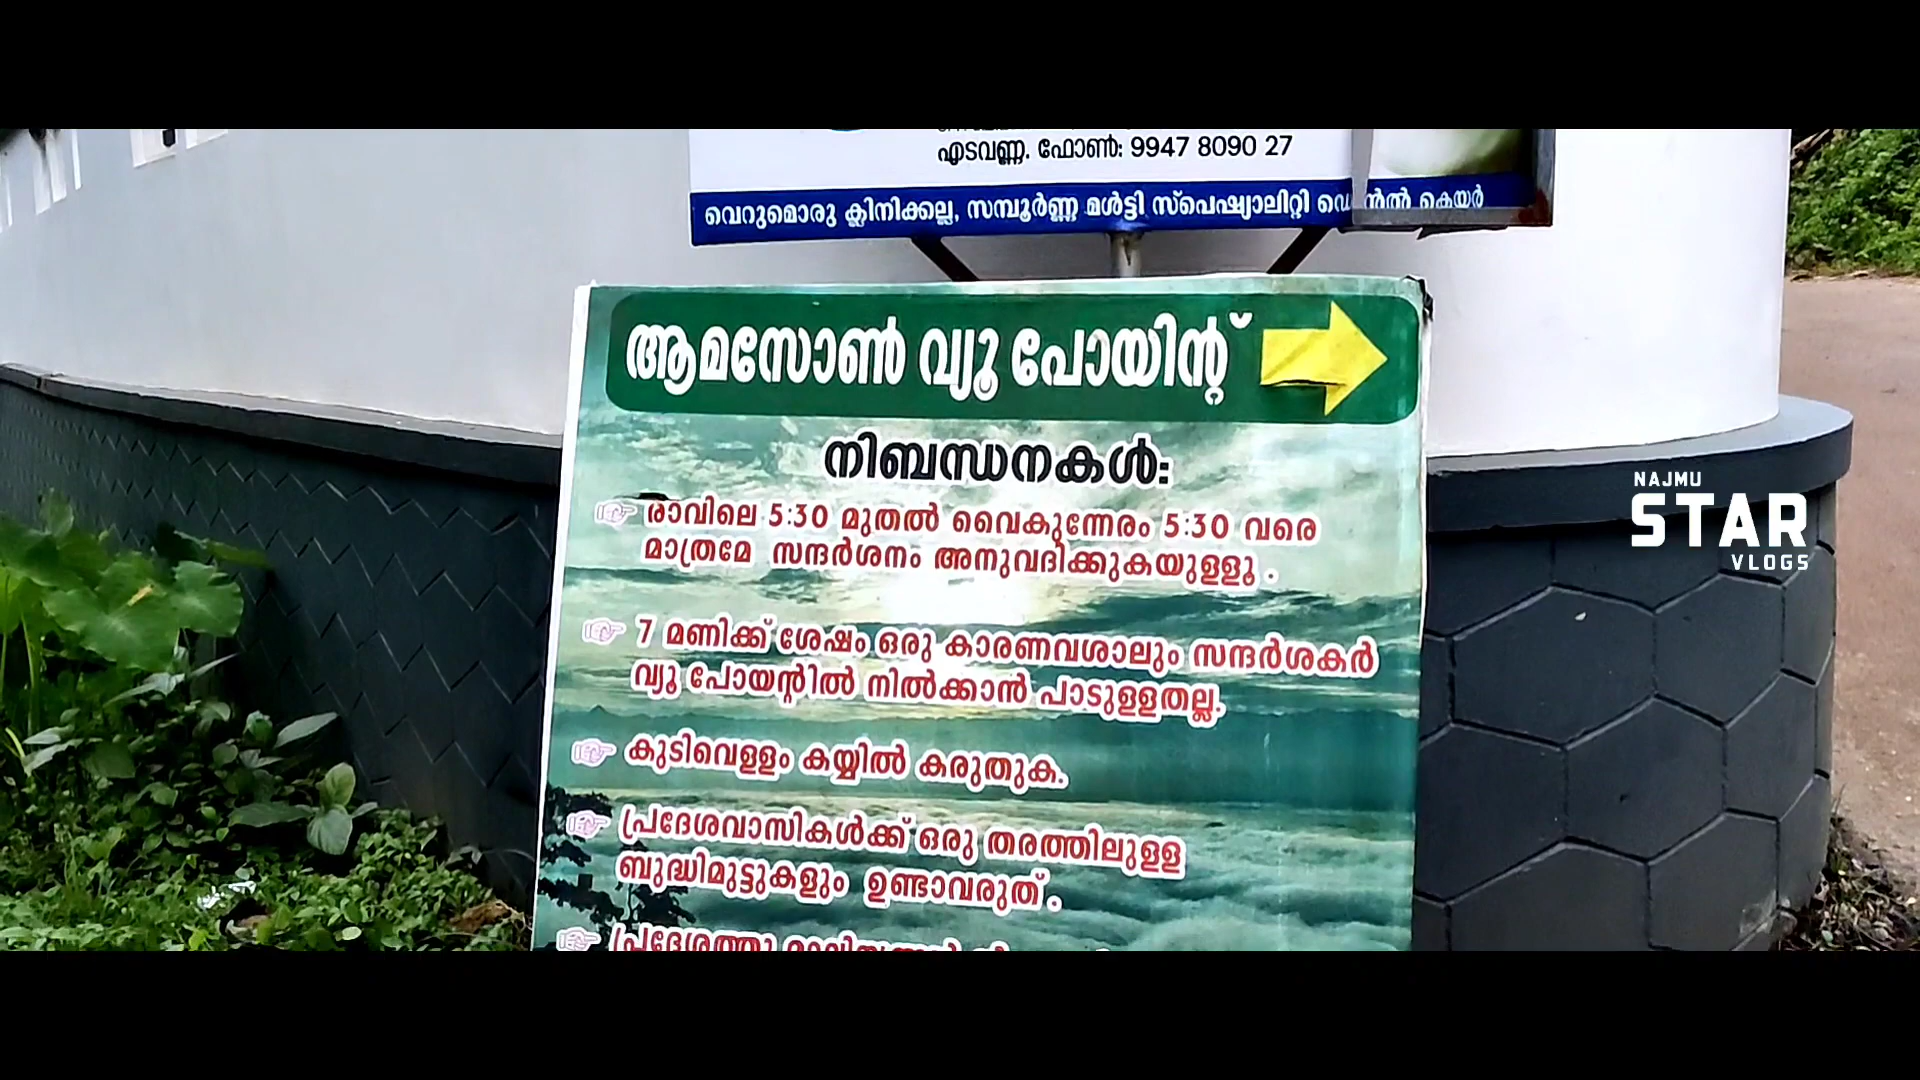 എടവണ്ണ. ഫോൺ: 9947 8090 27
വെറുമൊരു ക്ലിനിക്കല്ല, സമ്പൂർണ്ണ മൾട്ടി സ്പെഷ്യാലിറ്റി കെയർ
ആമസോൺ വ്യൂ പോയിന്റ്
നിബന്ധനകൾ:
രാവിലെ 5:30 മുതൽ വൈകുന്നേരം 5:30 വരെ
മാത്രമേ സന്ദർശനം അനുവദിക്കുകയുള്ളൂ .
7 മണിക്ക് ശേഷം ഒരു കാരണവശാലും സന്ദർശകർ
വ്യൂ പോയന്റിൽ നിൽക്കാൻ പാടുള്ളതല്ല.
കുടിവെള്ളം കയ്യിൽ കരുതുക.
പ്രദേശവാസികൾക്ക് ഒരു തരത്തിലുള്ള
ബുദ്ധിമുട്ടുകളും ഉണ്ടാവരുത് .
NAJMU
STAR
VLOGS